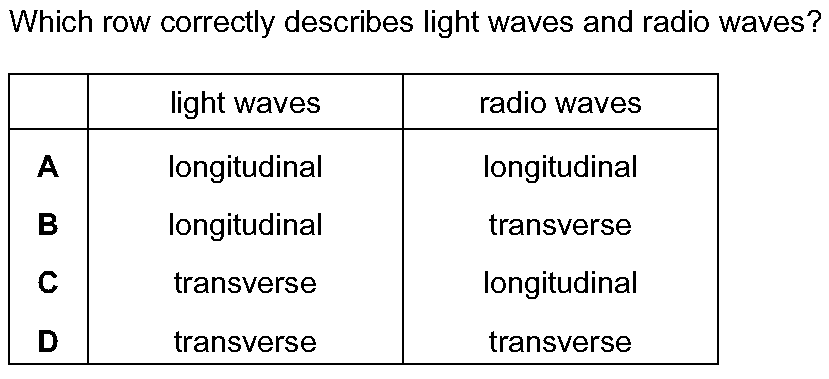 Which row correctly describes light waves and radio waves?
light waves radio waves
A longitudinal longitudinal
B longitudinal transverse
C transverse longitudinal
D transverse transverse